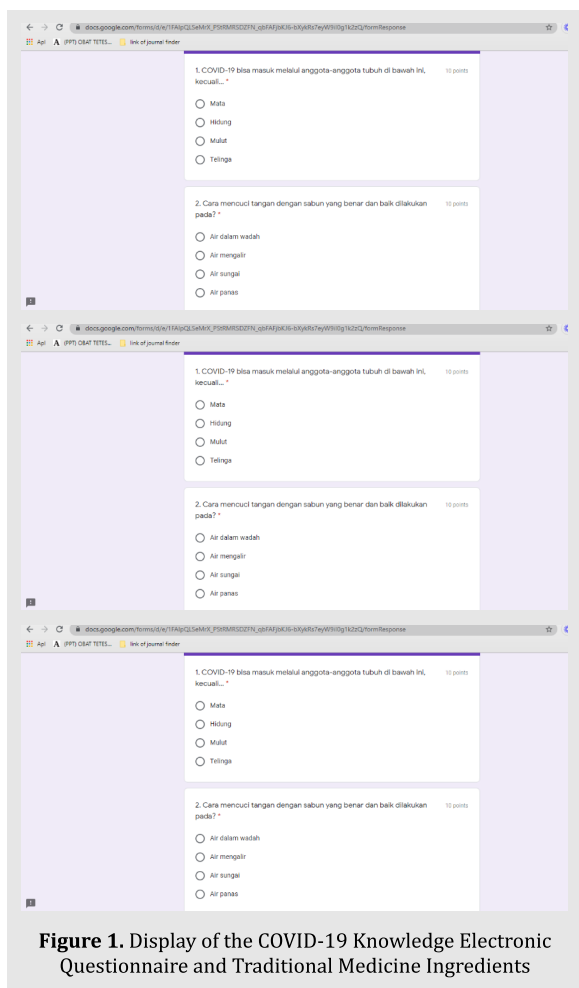 docs.google.com/forms/d/e/
Apl A (PPT) OBAT TETES... link of journal finder
1. COVID-19 bisa masuk melalui anggota-anggota tubuh di bawah ini, 10 points
kecuali... *
Mata
Hidung
Mulut
Telinga
2. Cara mencuci tangan dengan sabun yang benar dan baik dilakukan 10 points
pada? *
Air dalam wadah
Air mengalir
Air sungai
Air panas
docs.google.com/forms/d/e/
Apl A (PPT) OBAT TETES... link of journal finder
1. COVID-19 bisa masuk melalui anggota-anggota tubuh di bawah ini, 10 points
kecuali... *
Mata
Hidung
Mulut
Telinga
2. Cara mencuci tangan dengan sabun yang benar dan baik dilakukan 10 points
pada? *
Air dalam wadah
Air mengalir
Air sungai
Air panas
docs.google.com/forms/d/e/
Apl A (PPT) OBAT TETES... link of journal finder
1. COVID-19 bisa masuk melalui anggota-anggota tubuh di bawah ini, 10 points
kecuali... *
Mata
Hidung
Mulut
Telinga
2. Cara mencuci tangan dengan sabun yang benar dan baik dilakukan 10 points
pada? *
Air dalam wadah
Air mengalir
Air sungai
Air panas
Figure 1. Display of the COVID-19 Knowledge Electronic
Questionnaire and Traditional Medicine Ingredients